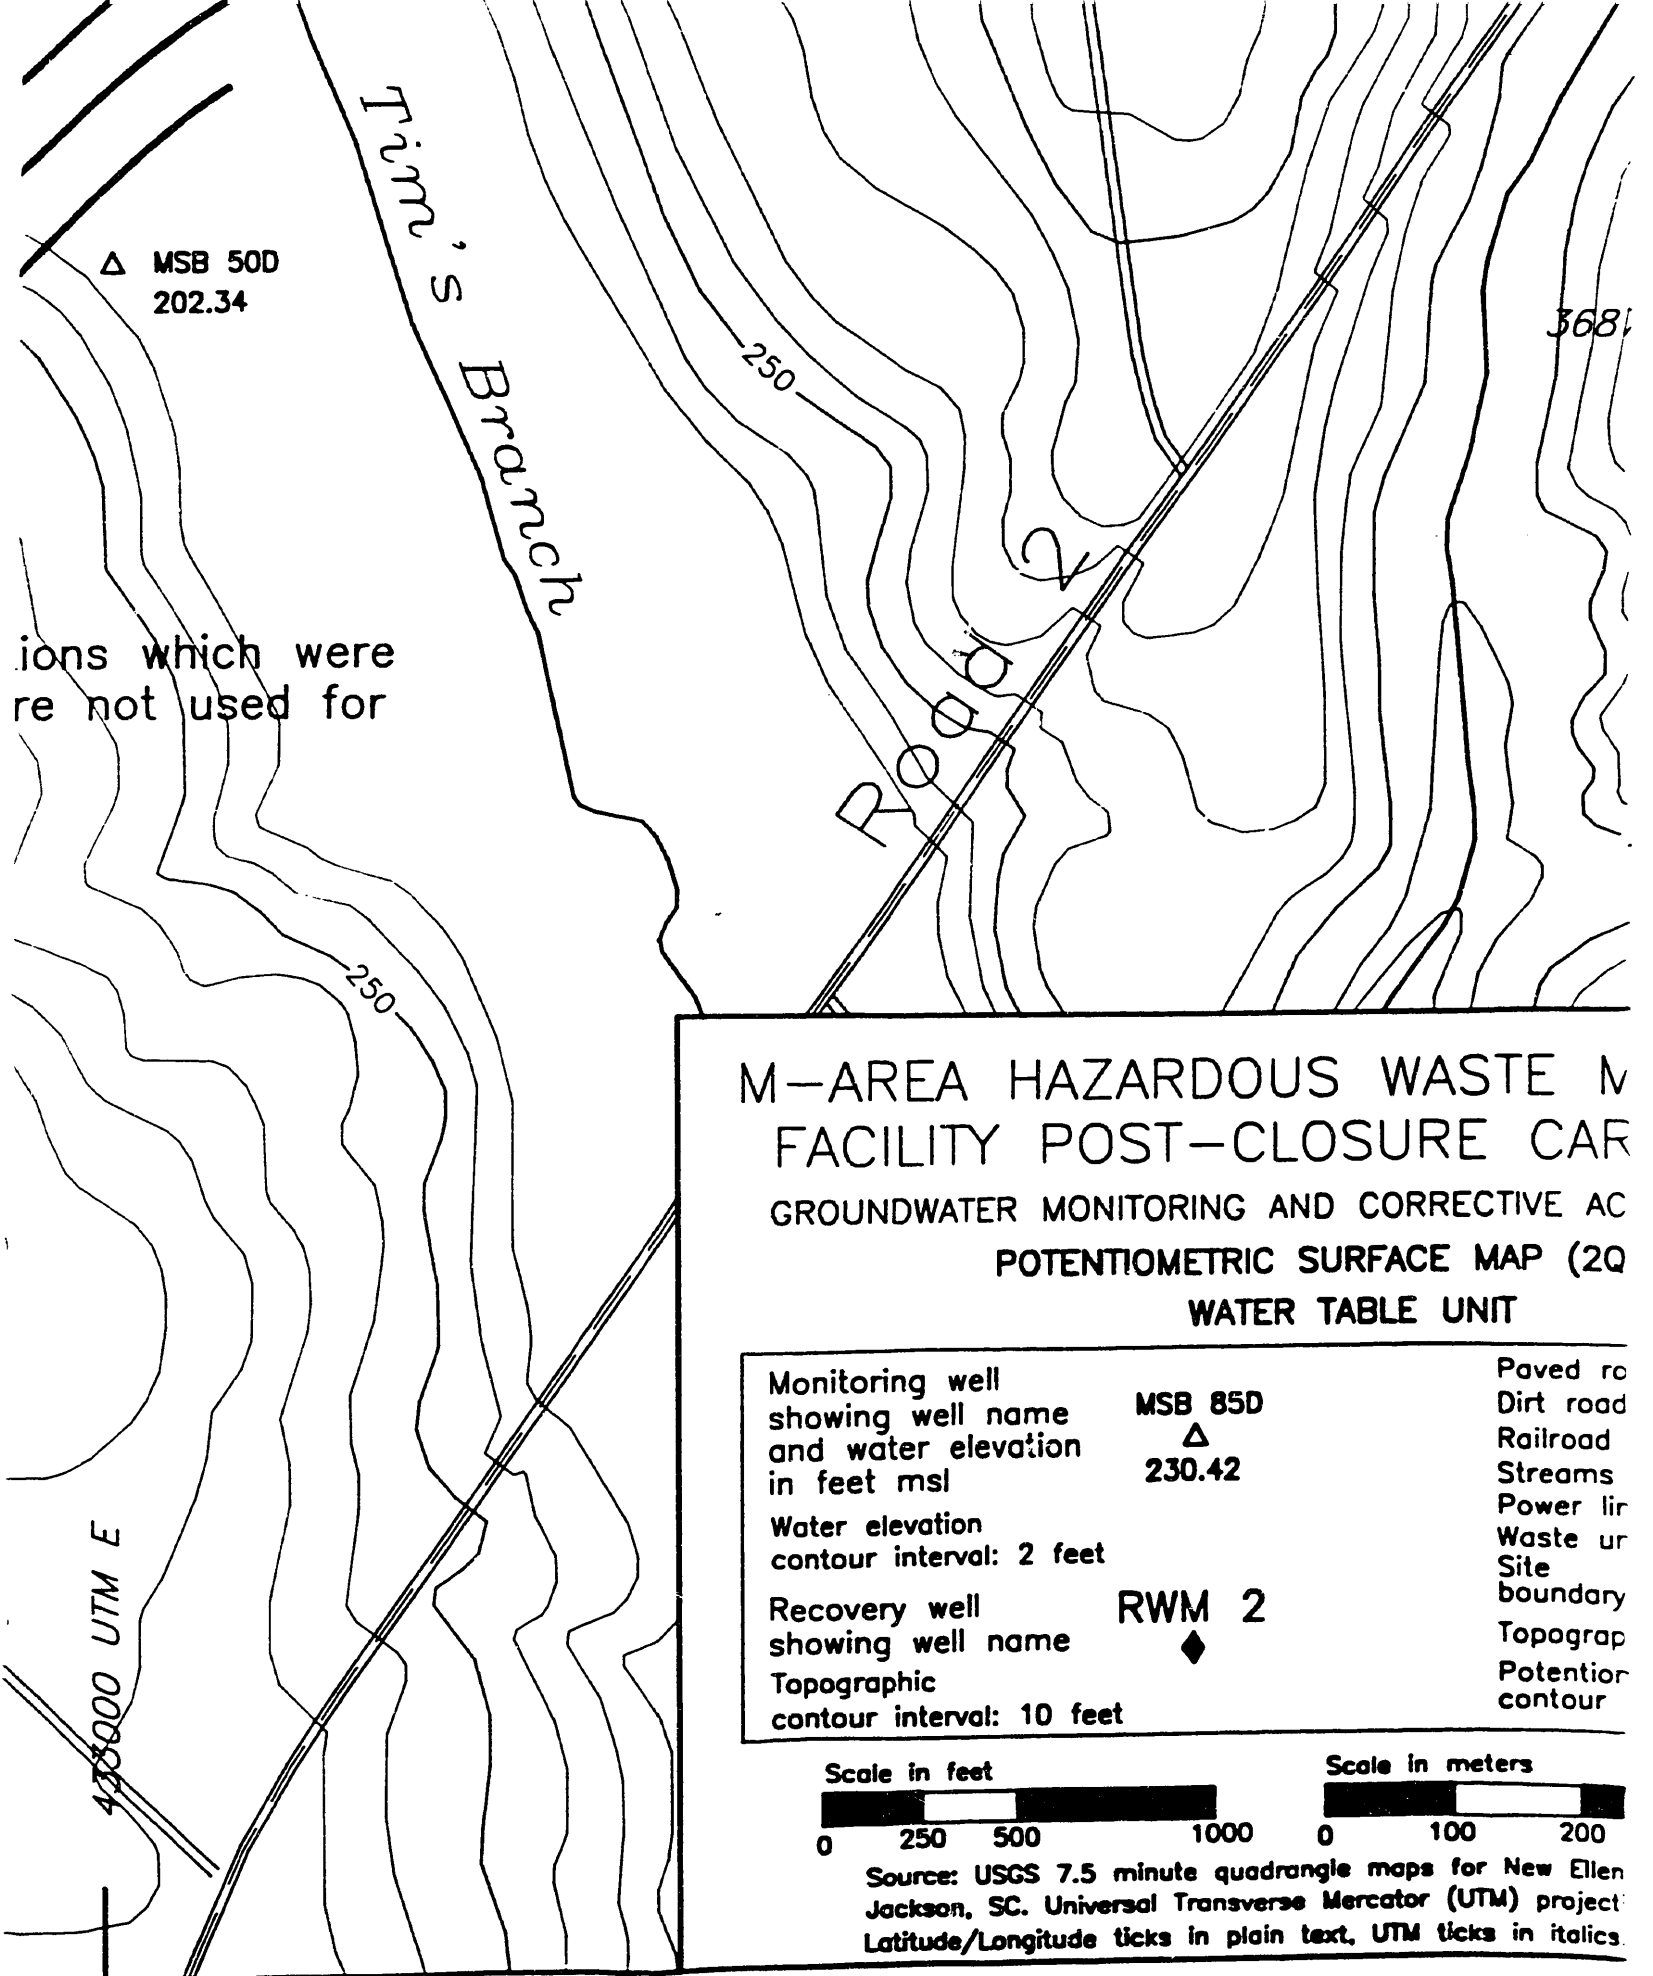 Tim's Branch
MSB 50D
202.34
250
3681
Road 2
ions which were
re not used for
250
433000 UTM E
M-AREA HAZARDOUS WASTE M
FACILITY POST-CLOSURE CAR
GROUNDWATER MONITORING AND CORRECTIVE AC
POTENTIOMETRIC SURFACE MAP (2Q
WATER TABLE UNIT
Monitoring well
showing well name
and water elevation
in feet msl
MSB 85D
230.42
Water elevation
contour interval: 2 feet
Recovery well
showing well name
RWM 2
Topographic
contour interval: 10 feet
Paved ro
Dirt road
Railroad
Streams
Power lin
Waste un
Site
boundary
Topograp
Potentior
contour
Scale in feet
0 250 500 1000
Scale in meters
0 100 200
Source: USGS 7.5 minute quadrangle maps for New Ellen
Jackson, SC. Universal Transverse Mercator (UTM) project
Latitude/Longitude ticks in plain text, UTM ticks in italics.